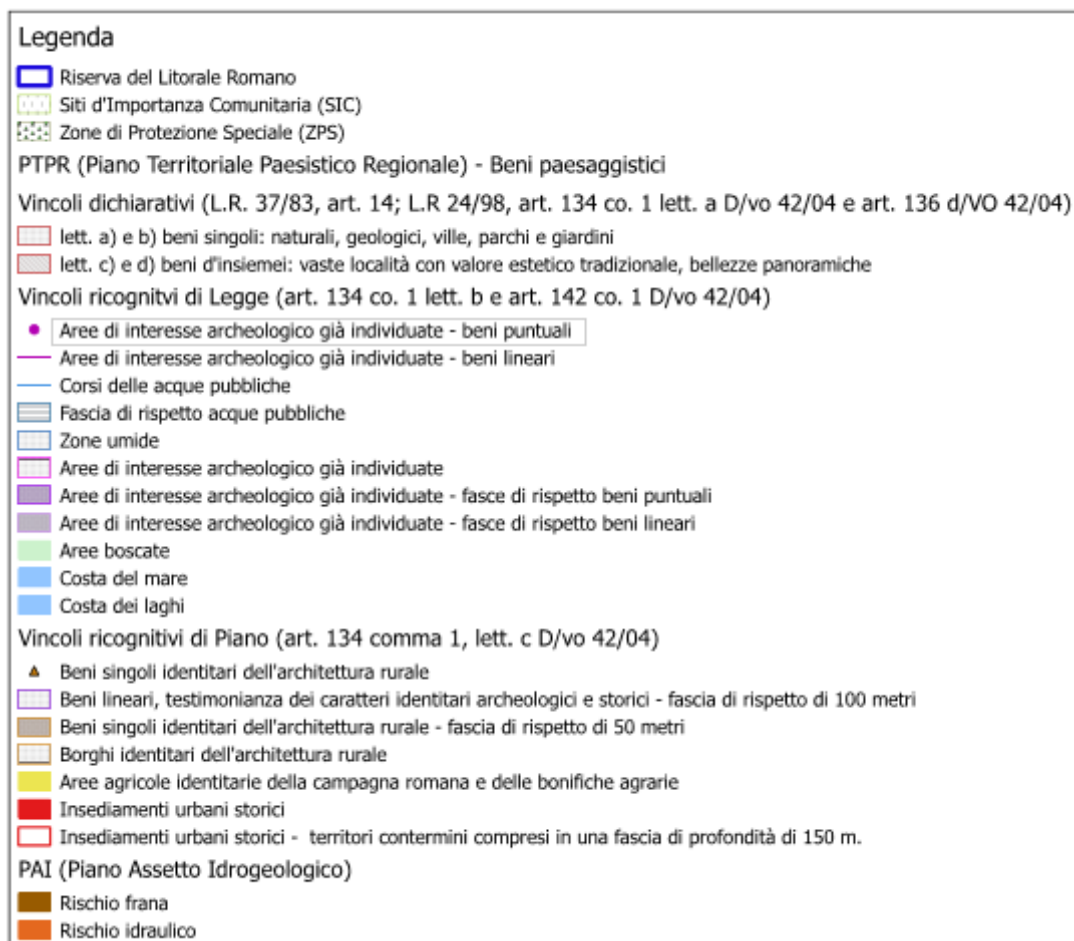 Legenda
Riserva del Litorale Romano
Siti d'Importanza Comunitaria (SIC)
Zone di Protezione Speciale (ZPS)
PTPR (Piano Territoriale Paesistico Regionale) - Beni paesaggistici
Vincoli dichiarativi (L.R. 37/83, art. 14; L.R 24/98, art. 134 co. 1 lett. a D/vo 42/04 e art. 136 d/VO 42/04)
lett. a) e b) beni singoli: naturali, geologici, ville, parchi e giardini
lett. c) e d) beni d'insiemei: vaste località con valore estetico tradizionale, bellezze panoramiche
Vincoli ricognitvi di Legge (art. 134 co. 1 lett. b e art. 142 co. 1 D/vo 42/04)
Aree di interesse archeologico già individuate - beni puntuali
Aree di interesse archeologico già individuate - beni lineari
Corsi delle acque pubbliche
Fascia di rispetto acque pubbliche
Zone umide
Aree di interesse archeologico già individuate
Aree di interesse archeologico già individuate - fasce di rispetto beni puntuali
Aree di interesse archeologico già individuate - fasce di rispetto beni lineari
Aree boscate
Costa del mare
Costa dei laghi
Vincoli ricognitivi di Piano (art. 134 comma 1, lett. c D/vo 42/04)
Beni singoli identitari dell'architettura rurale
Beni lineari, testimonianza dei caratteri identitari archeologici e storici - fascia di rispetto di 100 metri
Beni singoli identitari dell'architettura rurale - fascia di rispetto di 50 metri
Borghi identitari dell'architettura rurale
Aree agricole identitarie della campagna romana e delle bonifiche agrarie
Insediamenti urbani storici
Insediamenti urbani storici - territori contermini compresi in una fascia di profondità di 150 m.
PAI (Piano Assetto Idrogeologico)
Rischio frana
Rischio idraulico